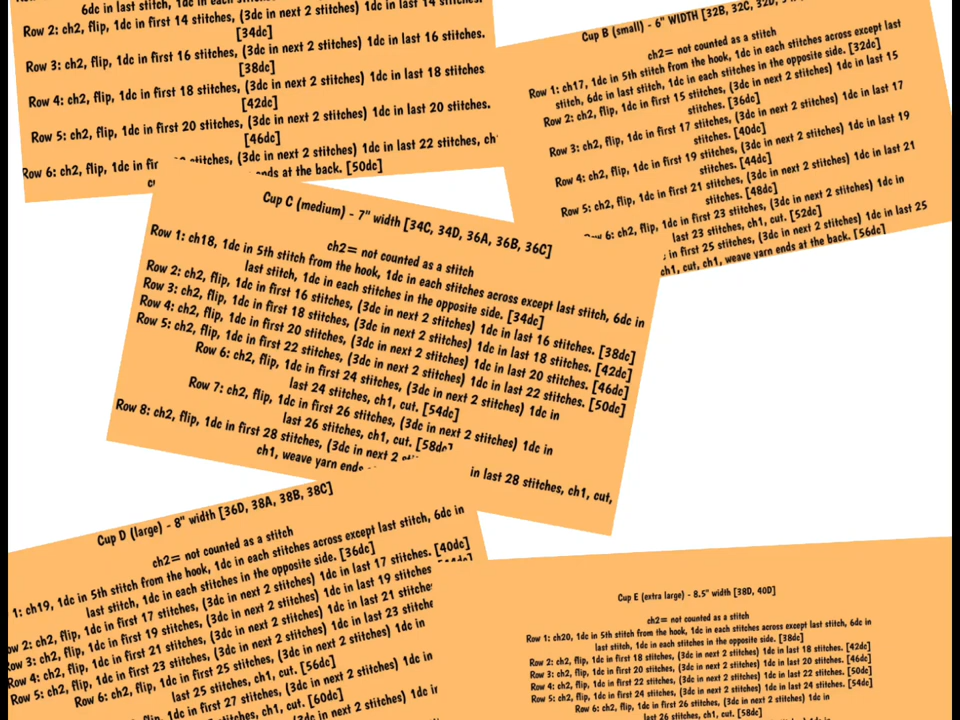 6dc in last stitch, 1dc in each
Row 2: ch2, flip, 1dc in first 14 stitches, (3dc in next 2 stitches) 1dc in last 14
[34dc]
Row 3: ch2, flip, 1dc in first 16 stitches, (3dc in next 2 stitches) 1dc in last 16 stitches.
[38dc]
Row 4: ch2, flip, 1dc in first 18 stitches, (3dc in next 2 stitches) 1dc in last 18 stitches
[42dc]
Row 5: ch2, flip, 1dc in first 20 stitches, (3dc in next 2 stitches) 1dc in last 20 stitches.
[46dc]
Row 6: ch2, flip, 1dc in stitches, (3dc in next 2 stitches) 1dc in last 22 stitches,
ends at the back. [50dc]
Cup B (small) - 6" WIDTH [32B, 32C, 32D,
ch2= not counted as a stitch
Row 1: ch17, 1dc in 5th stitch from the hook, 1dc in each stitches across except last
stitch, 6dc in last stitch, 1dc in each stitches in the opposite side. [32dc]
Row 2: ch2, flip, 1dc in first 15 stitches, (3dc in next 2 stitches) 1dc in last 15
stitches. [36dc]
Row 3: ch2, flip, 1dc in first 17 stitches, (3dc in next 2 stitches) 1dc in last 17
stitches. [40dc]
Row 4: ch2, flip, 1dc in first 19 stitches, (3dc in next 2 stitches) 1dc in last 19
stitches. [44dc]
Row 5: ch2, flip, 1dc in first 21 stitches, (3dc in next 2 stitches) 1dc in last 21
stitches. [48dc]
6: ch2, flip, 1dc in first 23 stitches, (3dc in next 2 stitches) 1dc in
last 23 stitches, ch1, cut. [52dc]
in first 25 stitches, (3dc in next 2 stitches) 1dc in last 25
ch1, cut, ch1, weave yarn ends at the back. [56dc]
Cup C (medium) - 7" width [34C, 34D, 36A, 36B, 36C]
ch2= not counted as a stitch
Row 1: ch18, 1dc in 5th stitch from the hook, 1dc in each stitches across except last stitch, 6dc in
last stitch, 1dc in each stitches in the opposite side. [34dc]
Row 2: ch2, flip, 1dc in first 16 stitches, (3dc in next 2 stitches) 1dc in last 16 stitches. [38dc]
Row 3: ch2, flip, 1dc in first 18 stitches, (3dc in next 2 stitches) 1dc in last 18 stitches. [42dc]
Row 4: ch2, flip, 1dc in first 20 stitches, (3dc in next 2 stitches) 1dc in last 20 stitches. [46dc]
Row 5: ch2, flip, 1dc in first 22 stitches, (3dc in next 2 stitches) 1dc in last 22 stitches. [50dc]
Row 6: ch2, flip, 1dc in first 24 stitches, (3dc in next 2 stitches) 1dc in
last 24 stitches, ch1, cut. [54dc]
Row 7: ch2, flip, 1dc in first 26 stitches, (3dc in next 2 stitches) 1dc in
last 26 stitches, ch1, cut. [58dc]
Row 8: ch2, flip, 1dc in first 28 stitches, (3dc in next 2 in last 28 stitches, ch1, cut,
ch1, weave yarn ends
Cup D (large) - 8" width [36D, 38A, 38B, 38C]
ch2= not counted as a stitch
1: ch19, 1dc in 5th stitch from the hook, 1dc in each stitches across except last stitch, 6dc in
last stitch, 1dc in each stitches in the opposite side. [36dc]
2: ch2, flip, 1dc in first 17 stitches, (3dc in next 2 stitches) 1dc in last 17 stitches. [40dc]
Row 3: ch2, flip, 1dc in first 19 stitches, (3dc in next 2 stitches) 1dc in last 19 stitches
Row 4: ch2, flip, 1dc in first 21 stitches, (3dc in next 2 stitches) 1dc in last 21 stitches
Row 5: ch2, flip, 1dc in first 23 stitches, (3dc in next 2 stitches) 1dc in last 23 stitches
Row 6: ch2, flip, 1dc in first 25 stitches, (3dc in next 2 stitches) 1dc in
last 25 stitches, ch1, cut. [56dc]
flip, 1dc in first 27 stitches, (3dc in next 2 stitches) 1dc in
stitches, ch1, cut. [60dc]
stitches, (3dc in next 2 stitches) 1dc
Cup E (extra large) - 8.5" width [38D, 40D]
ch2= not counted as a stitch
Row 1: ch20, 1dc in 5th stitch from the hook, 1dc in each stitches across except last stitch, 6dc in
last stitch, 1dc in each stitches in the opposite side. [38dc]
Row 2: ch2, flip, 1dc in first 18 stitches, (3dc in next 2 stitches) 1dc in last 18 stitches. [42dc]
Row 3: ch2, flip, 1dc in first 20 stitches, (3dc in next 2 stitches) 1dc in last 20 stitches. [46dc]
Row 4: ch2, flip, 1dc in first 22 stitches, (3dc in next 2 stitches) 1dc in last 22 stitches. [50dc]
Row 5: ch2, flip, 1dc in first 24 stitches, (3dc in next 2 stitches) 1dc in last 24 stitches. [54dc]
Row 6: ch2, flip, 1dc in first 26 stitches, (3dc in next 2 stitches) 1dc in
last 26 stitches, ch1, cut. [58dc]